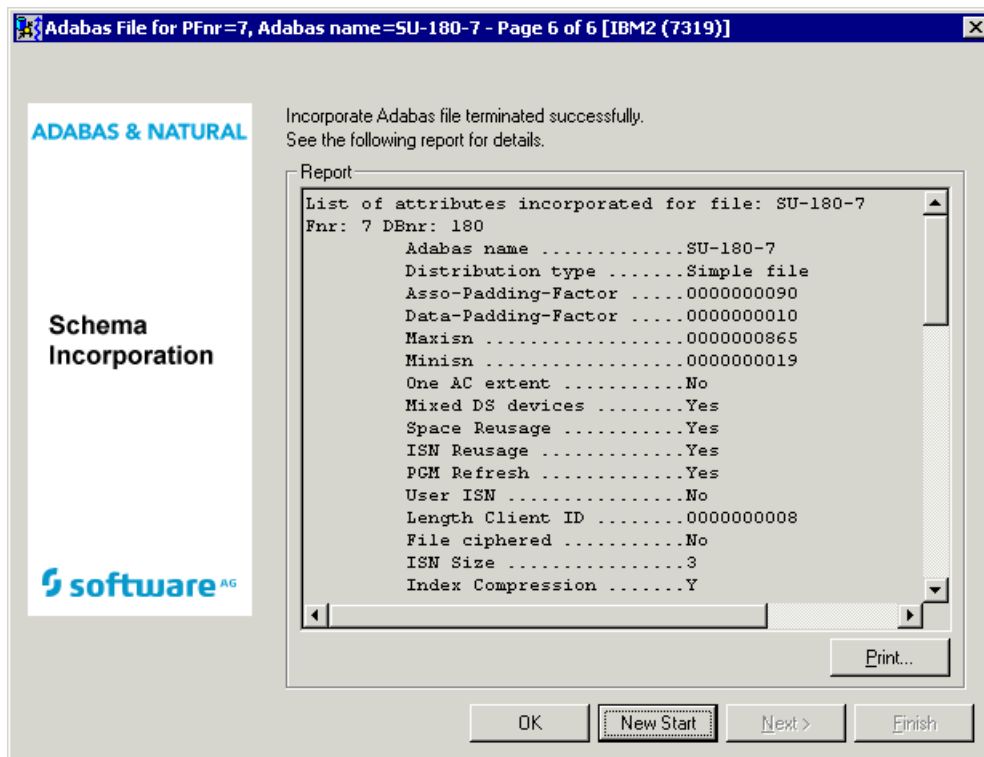 Adabas File for PFnr=7, Adabas name=SU-180-7 - Page 6 of 6 [IBM2 (7319)]
ADABAS & NATURAL
Schema
Incorporation
software AG
Incorporate Adabas file terminated successfully.
See the following report for details.
Report
List of attributes incorporated for file: SU-180-7
Fnr: 7 DBnr: 180
Adabas name .............SU-180-7
Distribution type .......Simple file
Asso-Padding-Factor .....0000000090
Data-Padding-Factor .....0000000010
Maxisn ..................0000000865
Minisn ..................0000000019
One AC extent ...........No
Mixed DS devices ........Yes
Space Reusage ...........Yes
ISN Reusage .............Yes
PGM Refresh .............Yes
User ISN ................No
Length Client ID ........0000000008
File ciphered ...........No
ISN Size ................3
Index Compression .......Y
Print...
OK
New Start
Next >
Finish